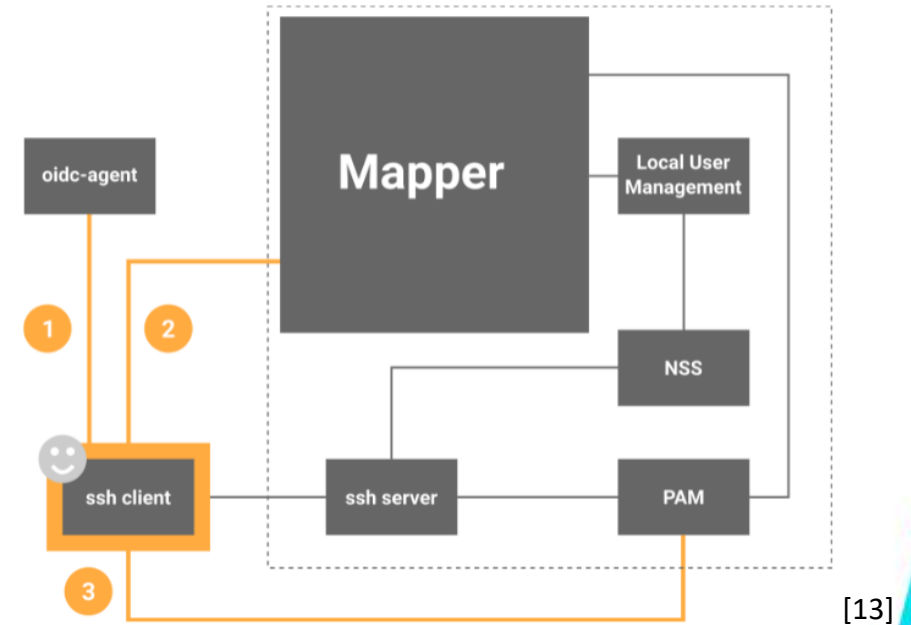 Mapper
oidc-agent
Local User
Management
1
2
NSS
ssh client
ssh server
PAM
3
[13]